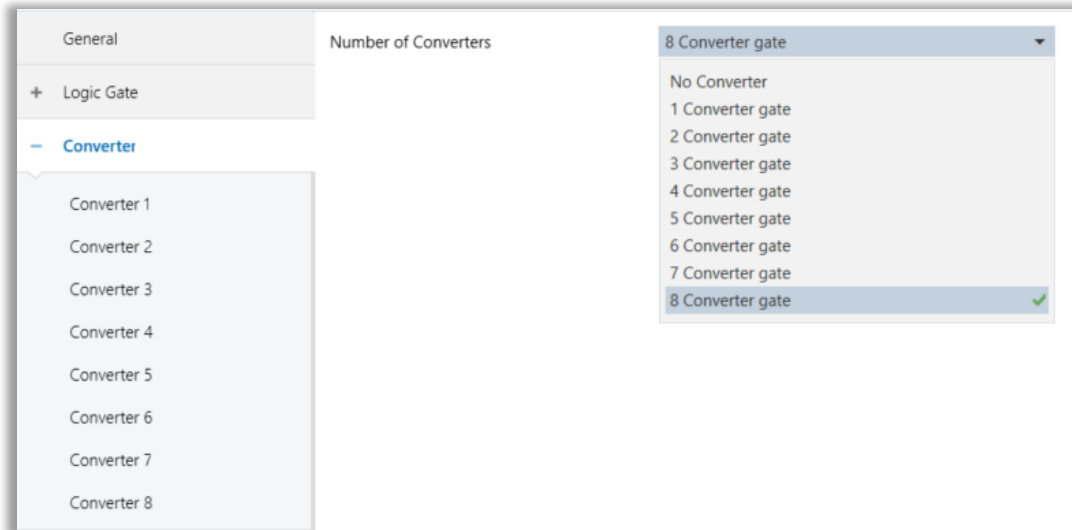 General
+ Logic Gate
− Converter
Converter 1
Converter 2
Converter 3
Converter 4
Converter 5
Converter 6
Converter 7
Converter 8
Number of Converters
8 Converter gate
No Converter
1 Converter gate
2 Converter gate
3 Converter gate
4 Converter gate
5 Converter gate
6 Converter gate
7 Converter gate
8 Converter gate